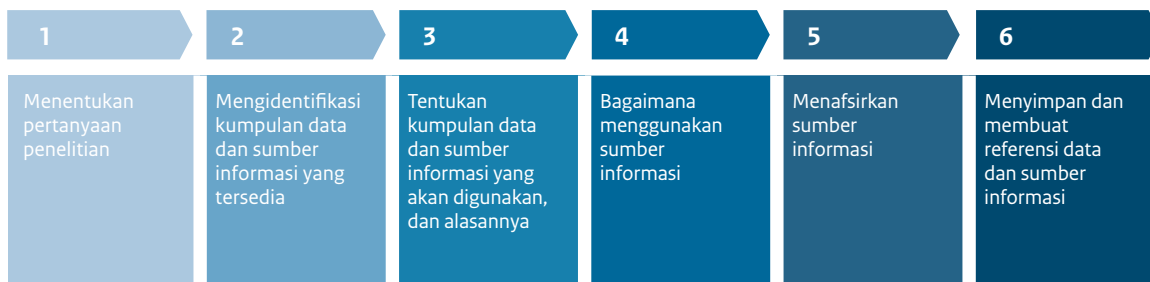 1
2
3
4
5
6
Menentukan
pertanyaan
penelitian
Mengidentifikasi
kumpulan data
dan sumber
informasi yang
tersedia
Tentukan
kumpulan data
dan sumber
informasi yang
akan digunakan,
dan alasannya
Bagaimana
menggunakan
sumber
informasi
Menafsirkan
sumber
informasi
Menyimpan dan
membuat
referensi data
dan sumber
informasi